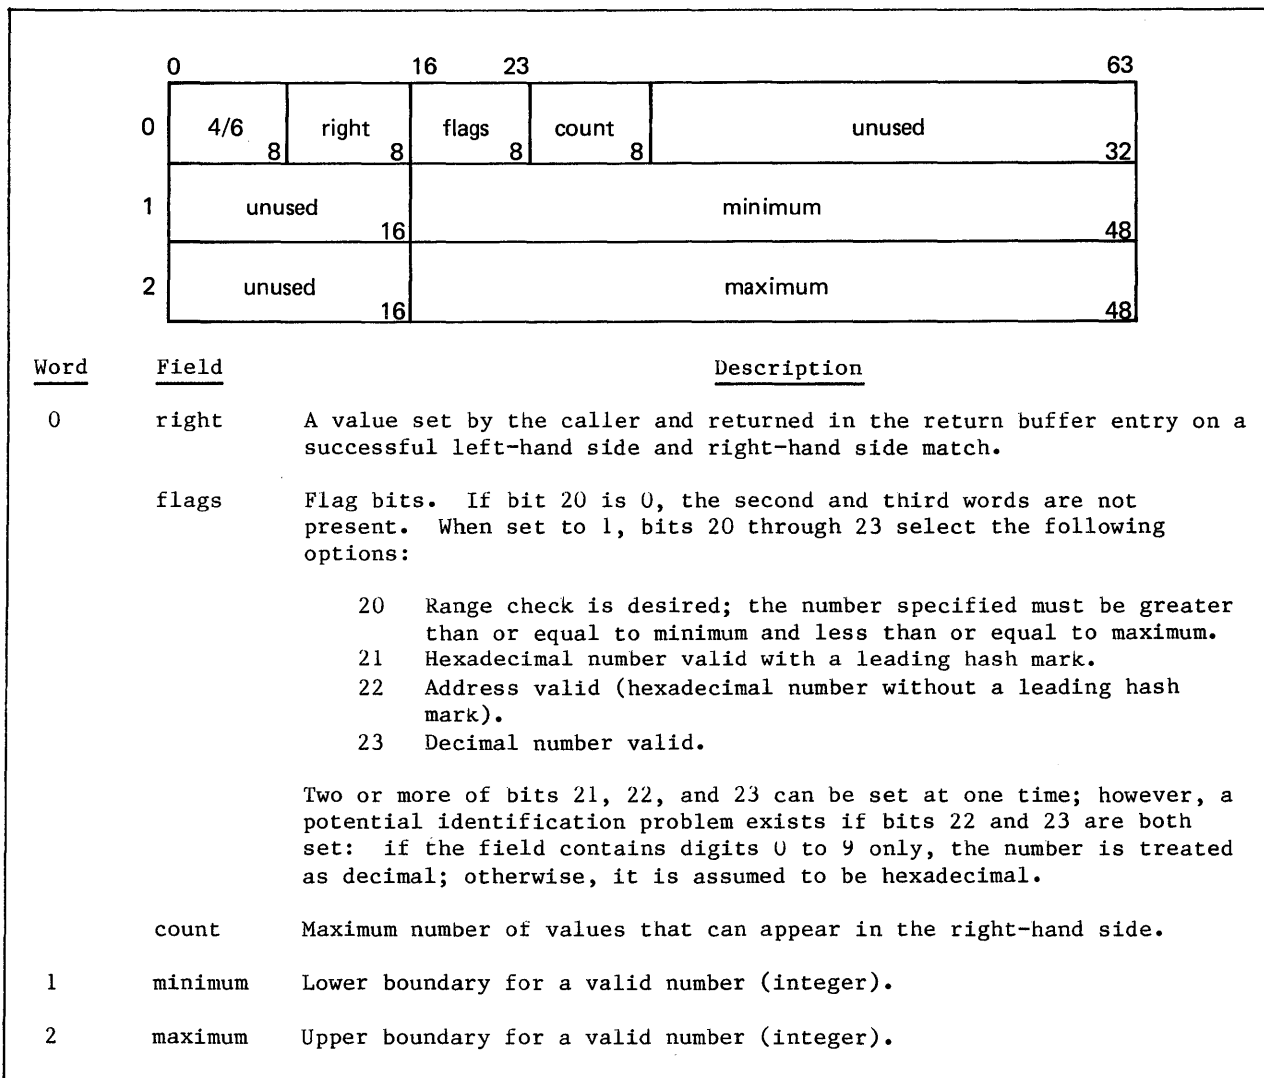 0 16 23 63
0 4/6 8 right 8 flags 8 count 8 unused 32
1 unused 16 minimum 48
2 unused 16 maximum 48
Word Field Description
0 right A value set by the caller and returned in the return buffer entry on a
successful left-hand side and right-hand side match.
flags Flag bits. If bit 20 is 0, the second and third words are not
present. When set to 1, bits 20 through 23 select the following
options:
20 Range check is desired; the number specified must be greater
than or equal to minimum and less than or equal to maximum.
21 Hexadecimal number valid with a leading hash mark.
22 Address valid (hexadecimal number without a leading hash
mark).
23 Decimal number valid.
Two or more of bits 21, 22, and 23 can be set at one time; however, a
potential identification problem exists if bits 22 and 23 are both
set: if the field contains digits 0 to 9 only, the number is treated
as decimal; otherwise, it is assumed to be hexadecimal.
count Maximum number of values that can appear in the right-hand side.
1 minimum Lower boundary for a valid number (integer).
2 maximum Upper boundary for a valid number (integer).